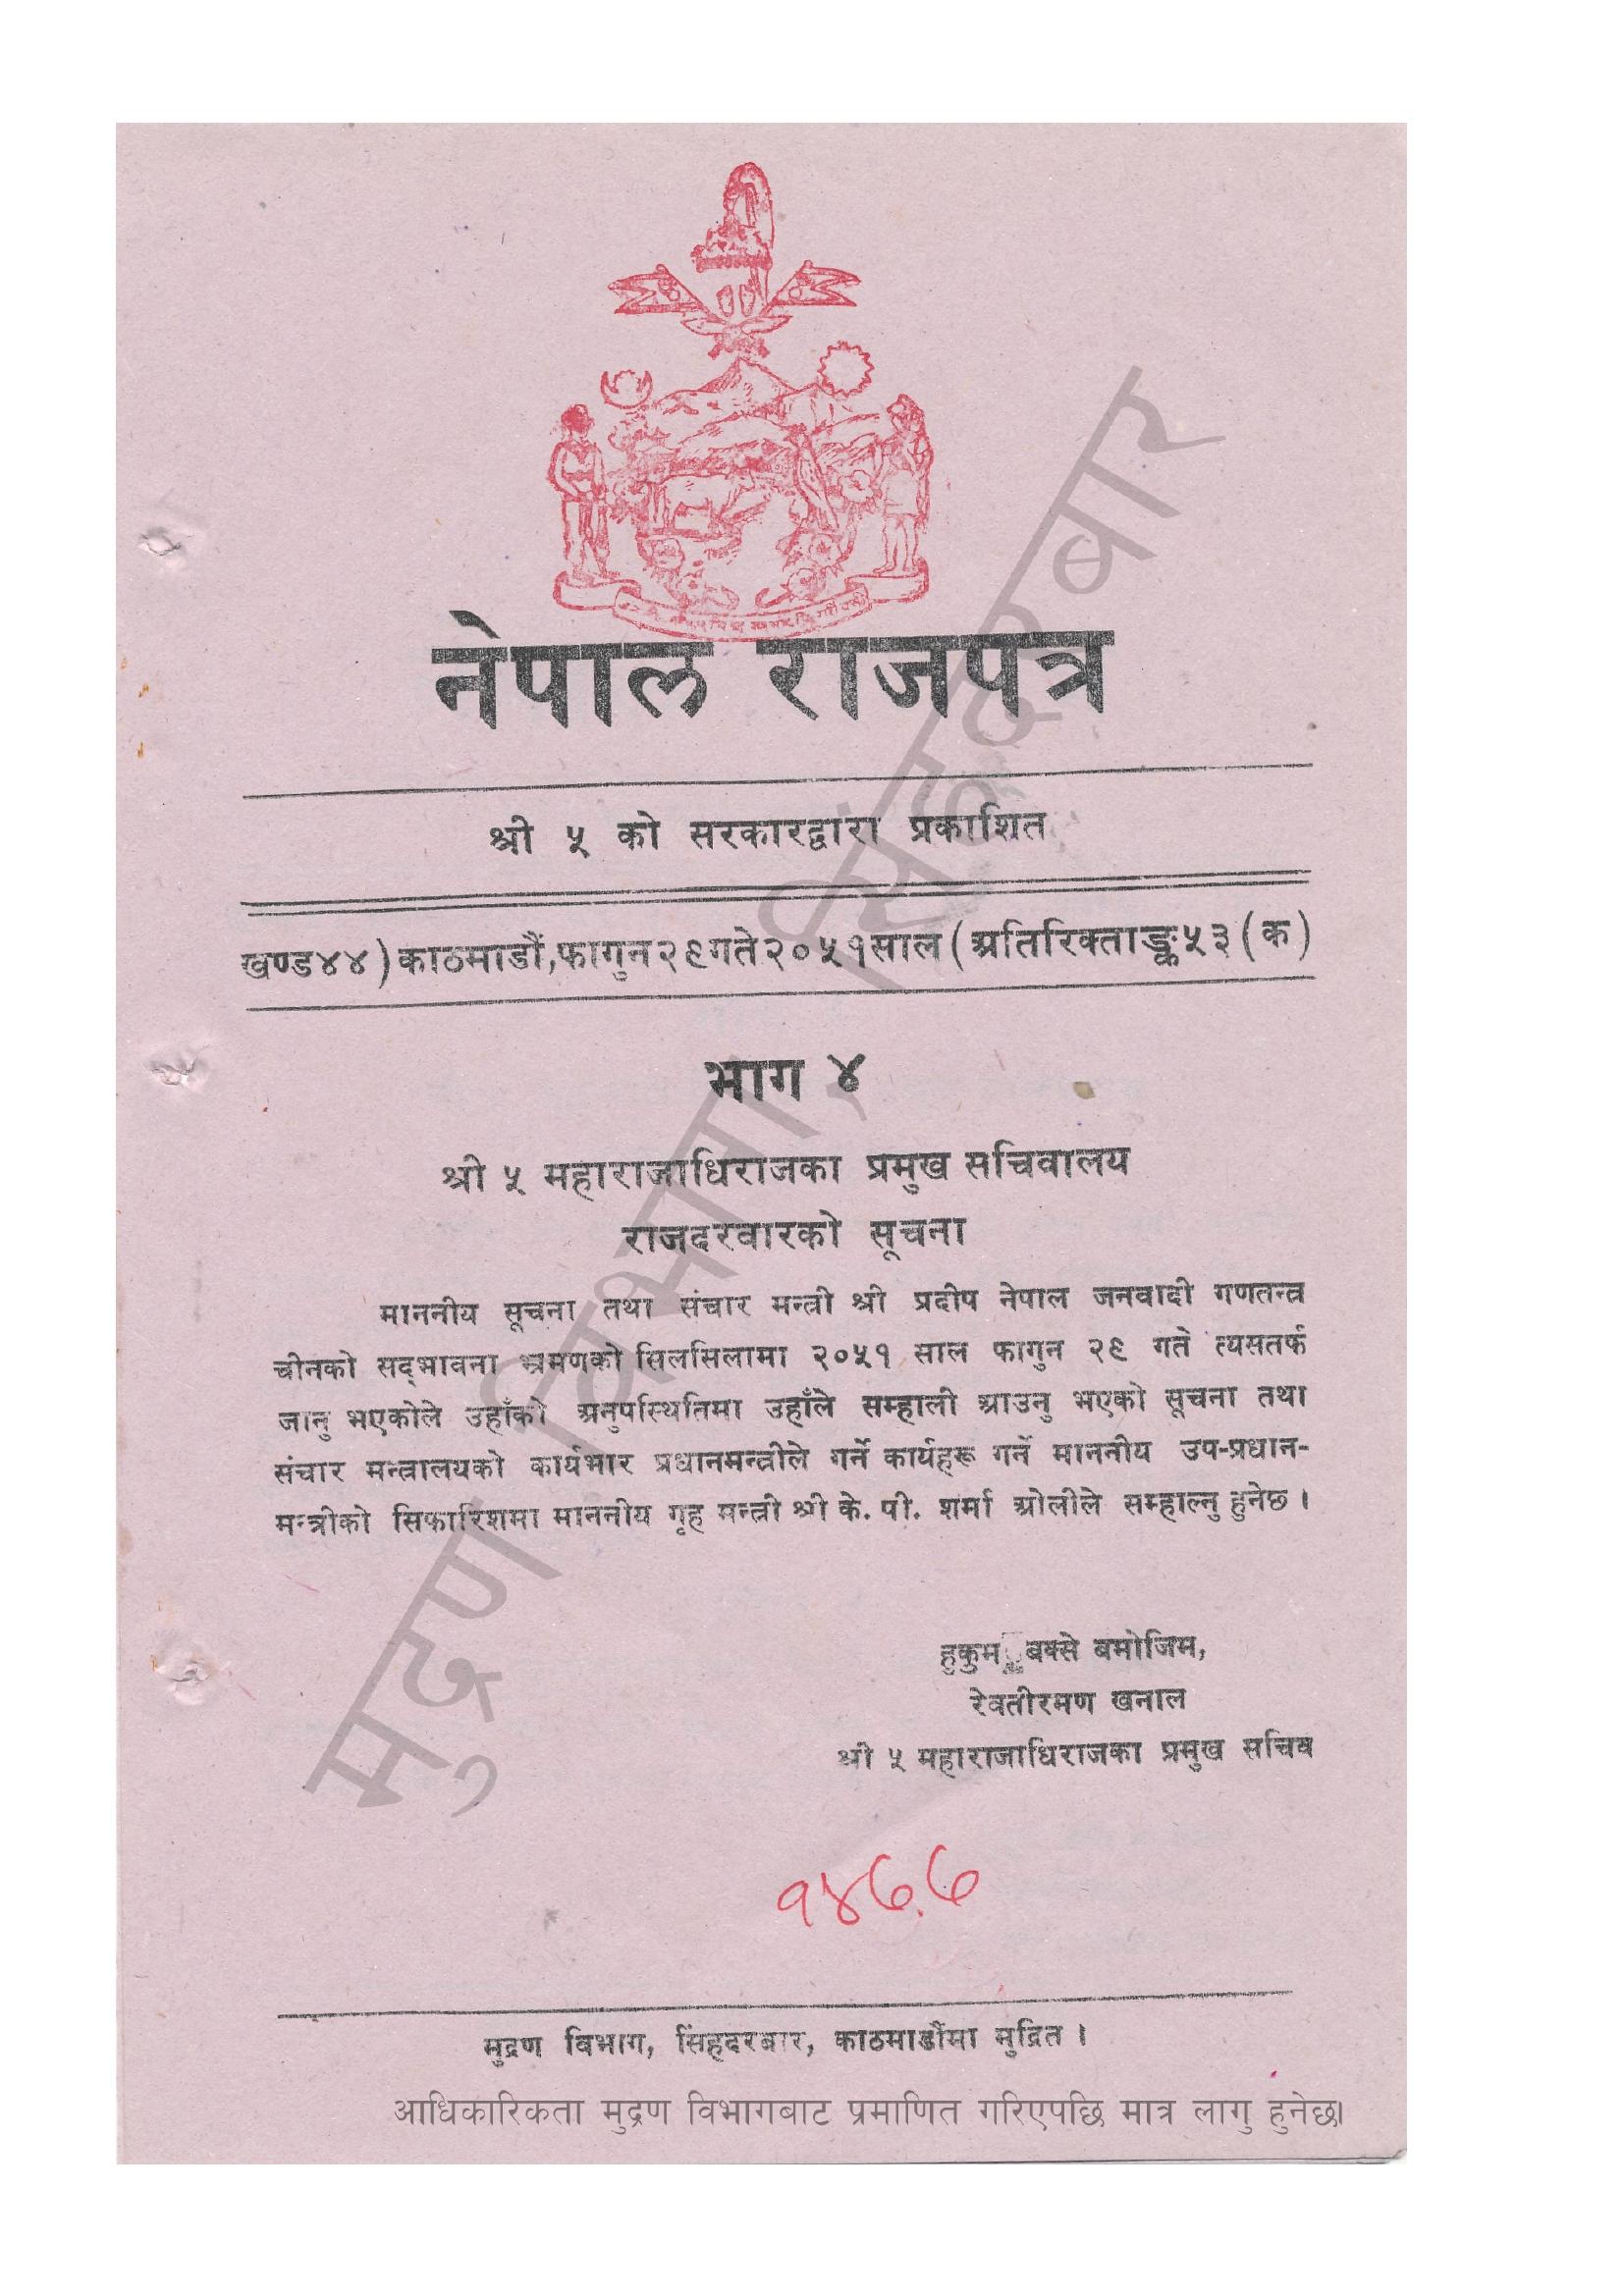 नेपाल राजपत्र
श्री ५ को सरकारद्वारा प्रकाशित
खण्ड ४४) काठमाडौं, फागुन २९ गते २०५१ साल (अतिरिक्ताङ्क ५३ (क)
भाग ४
श्री ५ महाराजाधिराजका प्रमुख सचिवालय
राजदरवारको सूचना
माननीय सूचना तथा संचार मन्त्री श्री प्रदीप नेपाल जनवादी गणतन्त्र
चीनको सद्‌भावना भ्रमणको सिलसिलामा २०५१ साल फागुन २९ गते त्यसतर्फ
जानु भएकोले उहाँको अनुपस्थितिमा उहाँले सम्हाली आउनु भएको सूचना तथा
संचार मन्त्रालयको कार्यभार प्रधानमन्त्रीले गर्ने कार्यहरू गर्ने माननीय उप-प्रधान-
मन्त्रीको सिफारिशमा माननीय गृह मन्त्री श्री के. पी. शर्मा ओलीले सम्हाल्नु हुनेछ ।
हुकुम बक्से बमोजिम,
रेवतीरमण खनाल
श्री ५ महाराजाधिराजका प्रमुख सचिव
मुद्रण विभाग, सिंहदरबार, काठमाडौंमा मुद्रित ।
आधिकारिकता मुद्रण विभागबाट प्रमाणित गरिएपछि मात्र लागु हुनेछ।
मुद्रण विभाग, सिंहदरबार